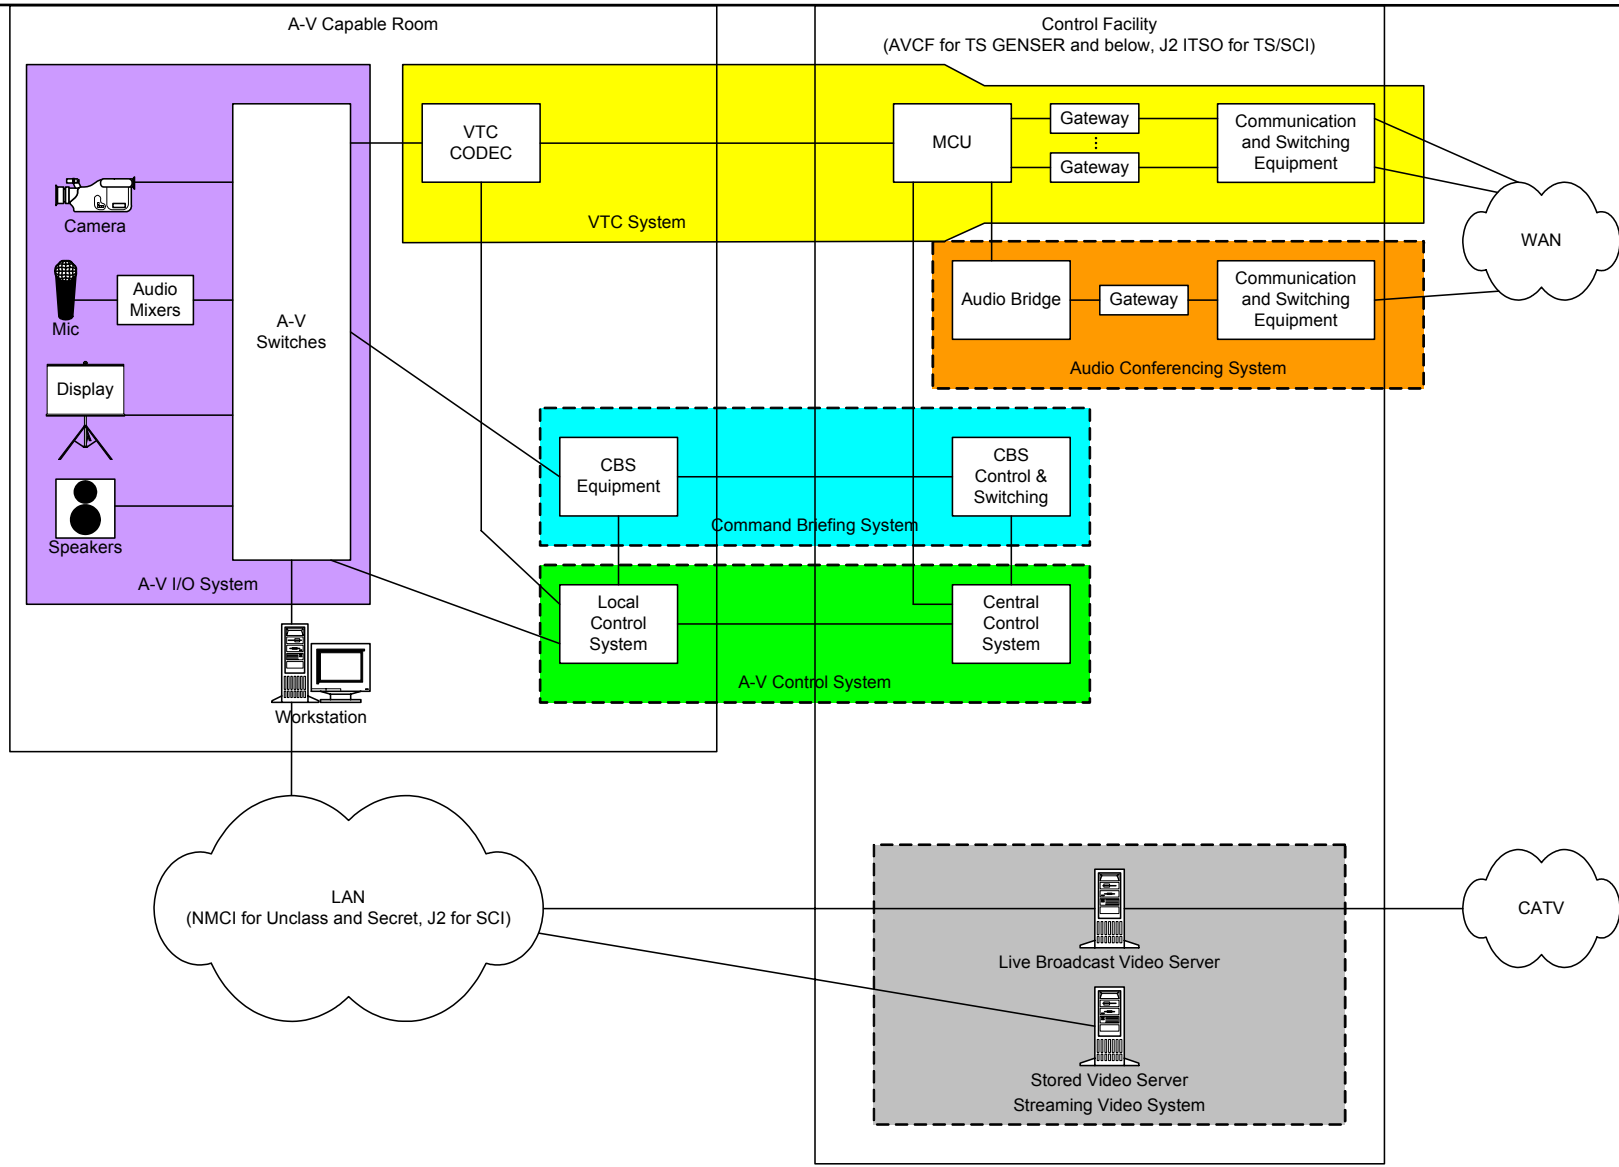 A-V Capable Room
Control Facility
(AVCF for TS GENSER and below, J2 ITSO for TS/SCI)
VTC
CODEC
MCU
Gateway
Gateway
Communication
and Switching
Equipment
VTC System
WAN
Camera
Mic
Audio
Mixers
A-V
Switches
Display
Speakers
A-V I/O System
Audio Bridge
Gateway
Communication
and Switching
Equipment
Audio Conferencing System
CBS
Equipment
CBS
Control &
Switching
Command Briefing System
Local
Control
System
Central
Control
System
A-V Control System
Workstation
LAN
(NMCI for Unclass and Secret, J2 for SCI)
Live Broadcast Video Server
CATV
Stored Video Server
Streaming Video System